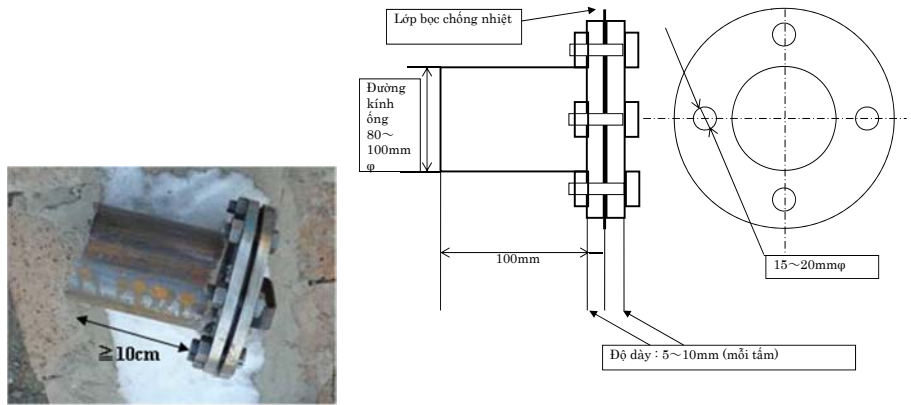 Lớp bọc chống nhiệt
Đường
kính
ống
80～
100mm
φ
100mm
15～20mmφ
Độ dày : 5～10mm (mỗi tấm)
≧10cm